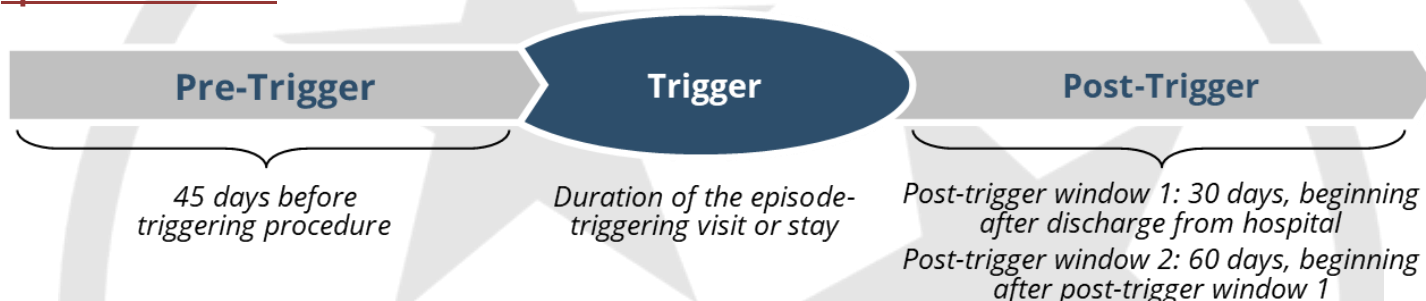 Pre-Trigger
Trigger
Post-Trigger
45 days before
triggering procedure
Duration of the episode-
triggering visit or stay
Post-trigger window 1: 30 days, beginning
after discharge from hospital
Post-trigger window 2: 60 days, beginning
after post-trigger window 1